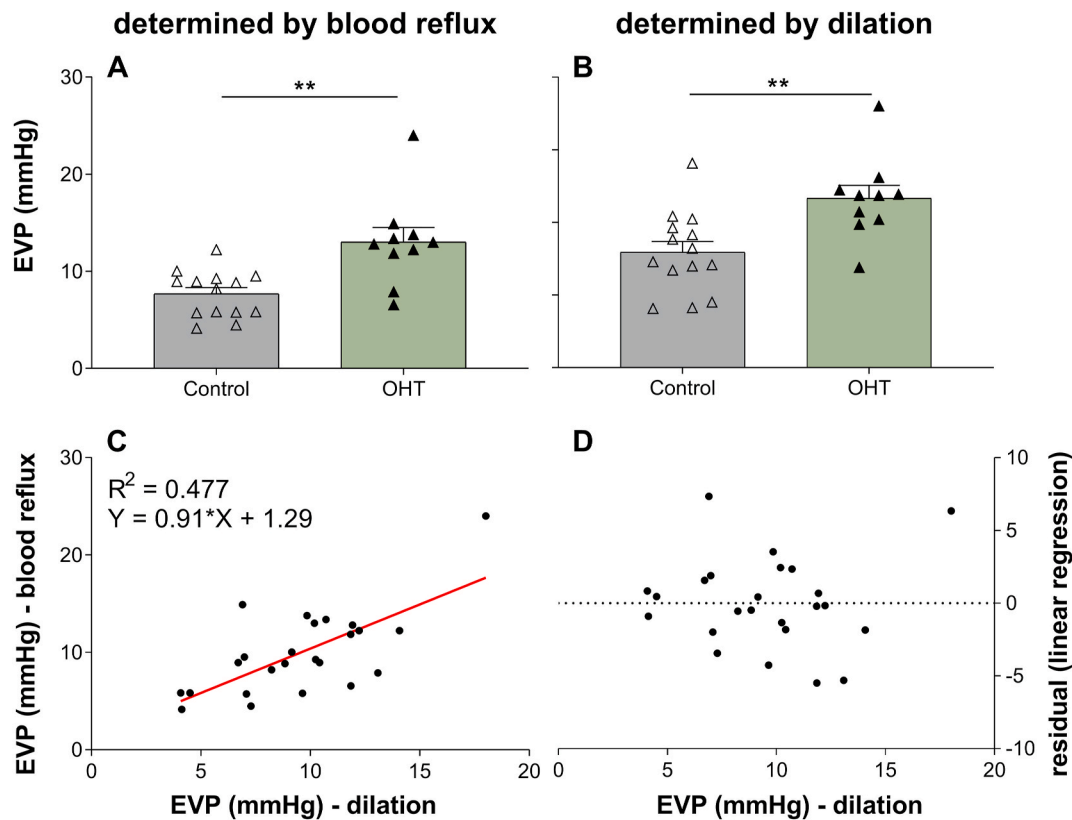 determined by blood reflux
determined by dilation
A
B
**
**
30
20
10
0
EVP (mmHg)
Control
OHT
Control
OHT
C
D
R² = 0.477
Y = 0.91*X + 1.29
30
20
10
0
EVP (mmHg) - blood reflux
0
5
10
15
20
EVP (mmHg) - dilation
10
5
0
-5
-10
residual (linear regression)
0
5
10
15
20
EVP (mmHg) - dilation